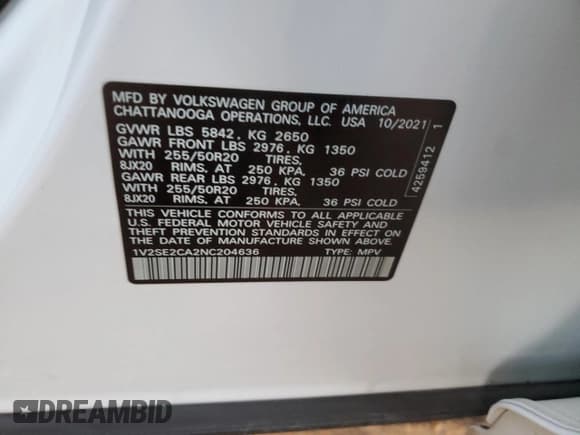 MFD BY VOLKSWAGEN GROUP OF AMERICA
CHATTANOOGA OPERATIONS, LLC. USA 10/2021
GVWR LBS 5842, KG 2650
GAWR FRONT LBS 2976, KG 1350
WITH 255/50R20 TIRES.
8JX20 RIMS, AT 250 KPA. 36 PSI COLD
GAWR REAR LBS 2976, KG 1350
WITH 255/50R20 TIRES.
8JX20 RIMS, AT 250 KPA. 36 PSI COLD
THIS VEHICLE CONFORMS TO ALL APPLICABLE
U.S. FEDERAL MOTOR VEHICLE SAFETY AND
THEFT PREVENTION STANDARDS IN EFFECT ON
THE DATE OF MANUFACTURE SHOWN ABOVE.
1V2SE2CA2NC204636 TYPE: MPV
4259412 1
DREAMBID